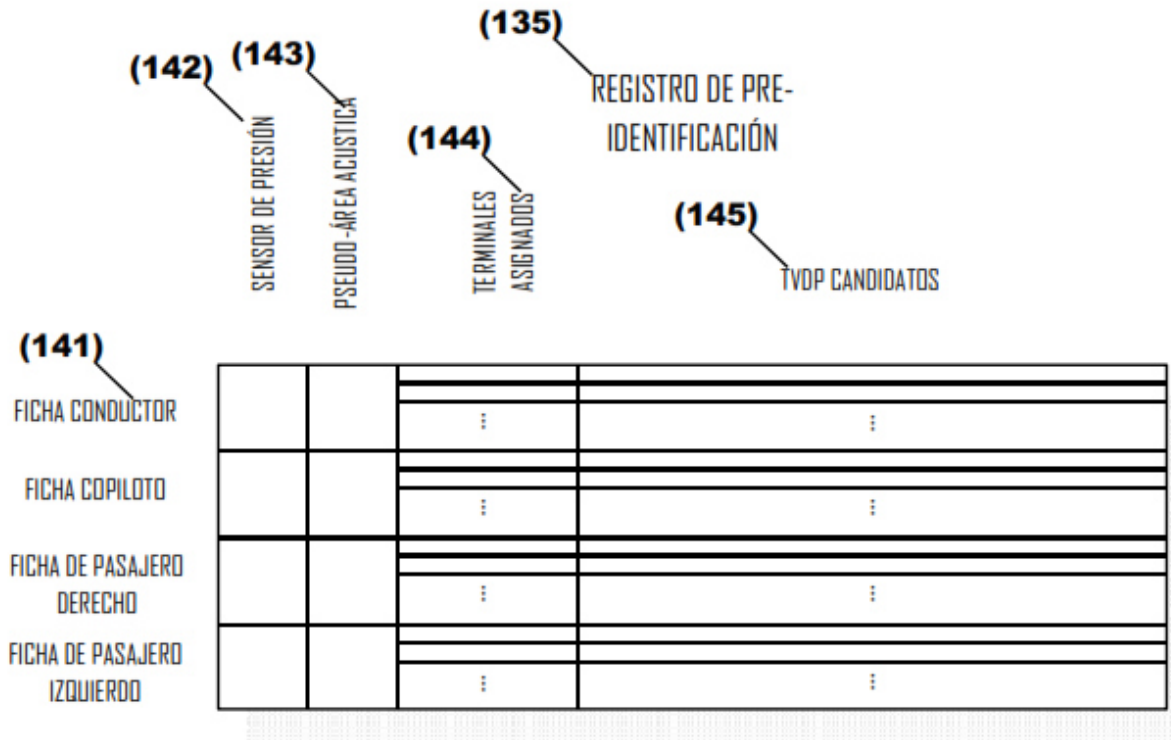 (135)
REGISTRO DE PRE-
IDENTIFICACIÓN
(142)
(143)
(144)
(145)
SENSOR DE PRESIÓN
PSEUDO-ÁREA ACUSTICA
TERMINALES
ASIGNADOS
TVDP CANDIDATOS
(141)
FICHA CONDUCTOR
FICHA COPILOTO
FICHA DE PASAJERO
DERECHO
FICHA DE PASAJERO
IZQUIERDO